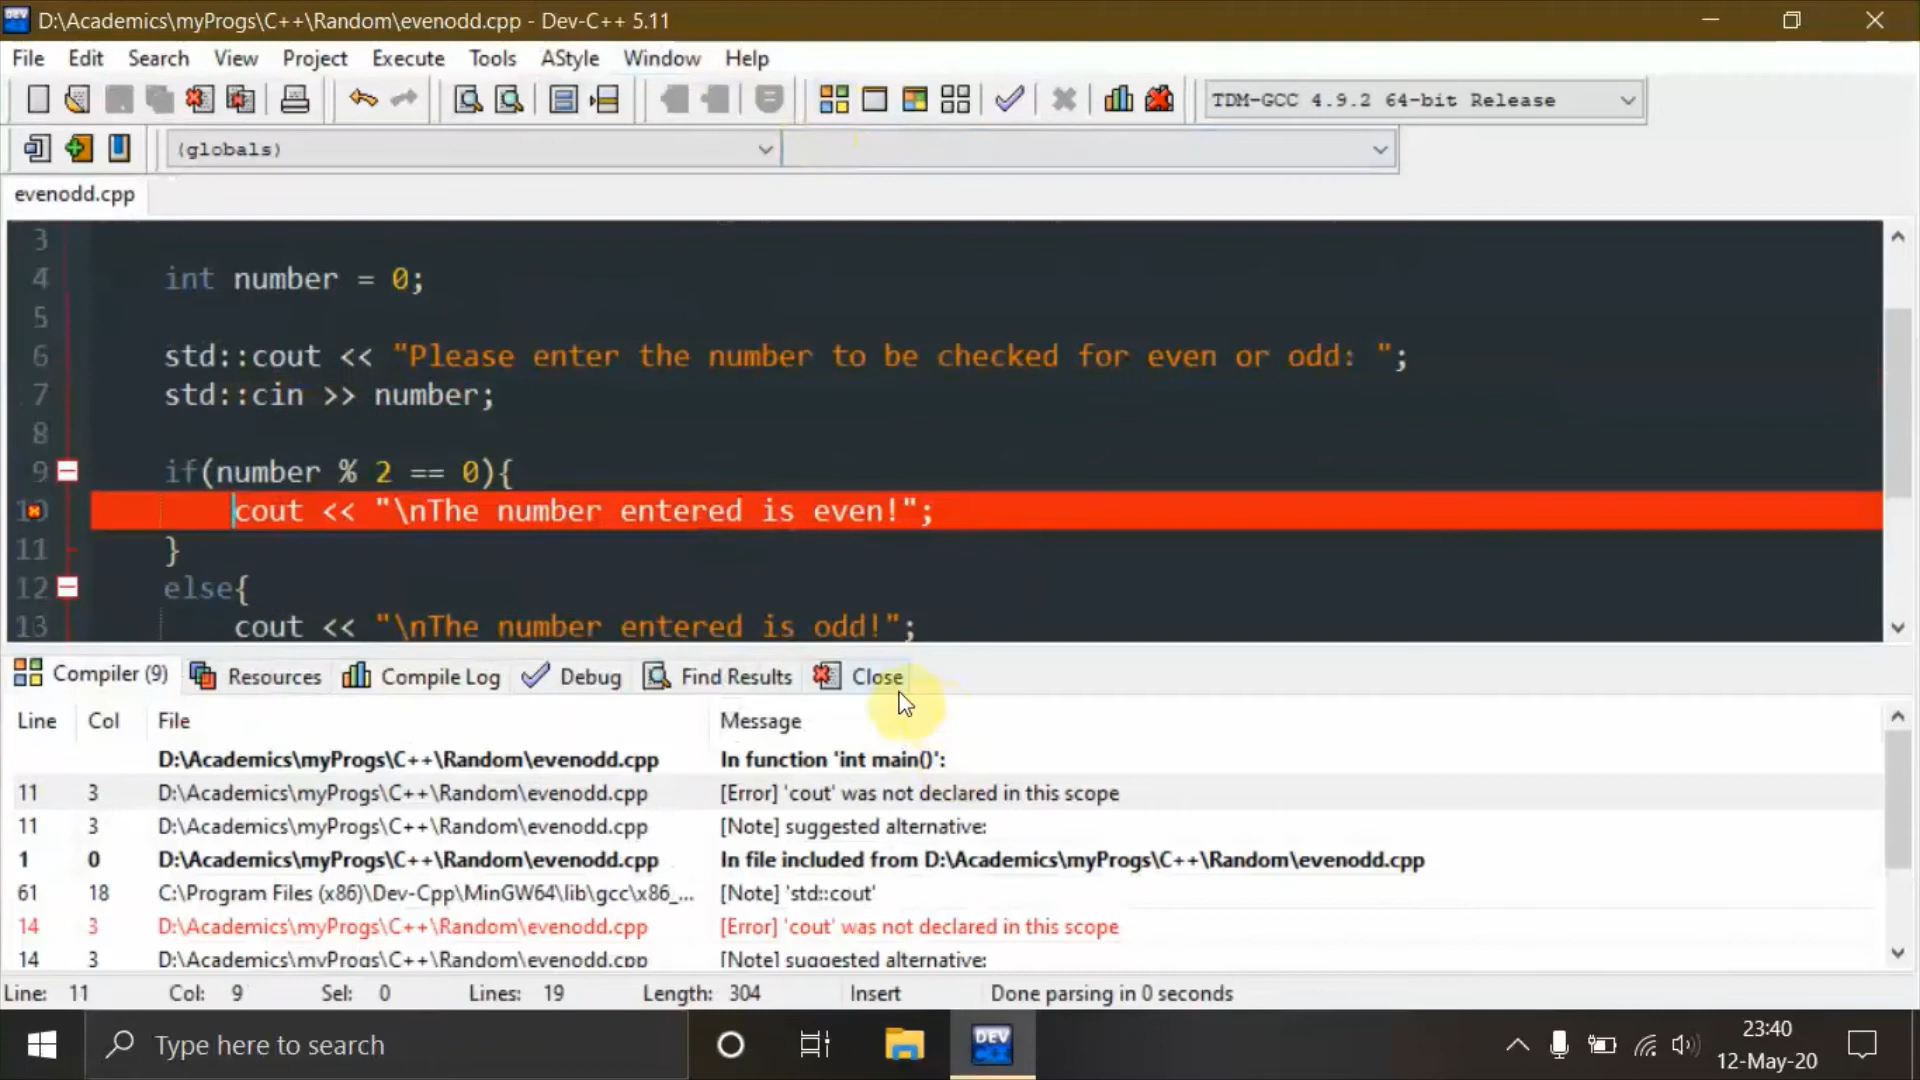 D:\Academics\myProgs\C++\Random\evenodd.cpp - Dev-C++ 5.11
File Edit Search View Project Execute Tools AStyle Window Help
TDM-GCC 4.9.2 64-bit Release
(globals)
evenodd.cpp
3
4 int number = 0;
5
6 std::cout << "Please enter the number to be checked for even or odd: ";
7 std::cin >> number;
8
9 if(number % 2 == 0){
10 cout << "\nThe number entered is even!";
11 }
12 else{
13 cout << "\nThe number entered is odd!";
Compiler (9) Resources Compile Log Debug Find Results Close
Line Col File Message
D:\Academics\myProgs\C++\Random\evenodd.cpp In function 'int main()':
11 3 D:\Academics\myProgs\C++\Random\evenodd.cpp [Error] 'cout' was not declared in this scope
11 3 D:\Academics\myProgs\C++\Random\evenodd.cpp [Note] suggested alternative:
1 0 D:\Academics\myProgs\C++\Random\evenodd.cpp In file included from D:\Academics\myProgs\C++\Random\evenodd.cpp
61 18 C:\Program Files (x86)\Dev-Cpp\MinGW64\lib\gcc\x86_... [Note] 'std::cout'
14 3 D:\Academics\myProgs\C++\Random\evenodd.cpp [Error] 'cout' was not declared in this scope
14 3 D:\Academics\myProgs\C++\Random\evenodd.cpp [Note] suggested alternative:
Line: 11 Col: 9 Sel: 0 Lines: 19 Length: 304 Insert Done parsing in 0 seconds
Type here to search
DEV
23:40
12-May-20